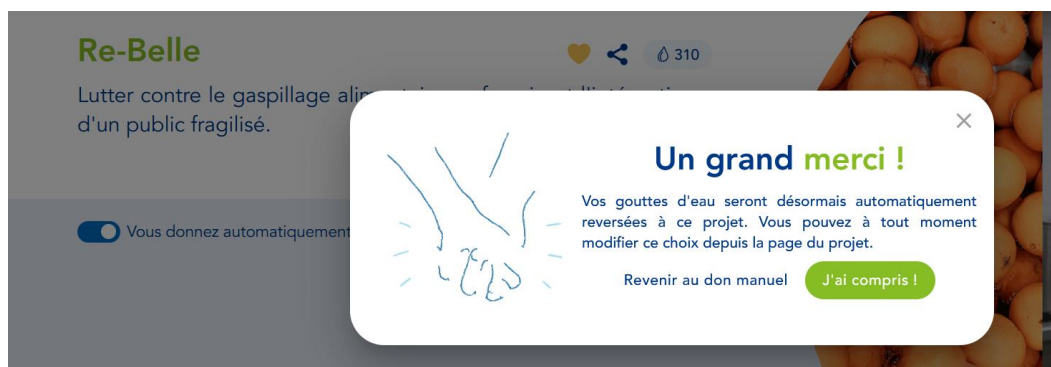 Re-Belle
310
Lutter contre le gaspillage
d'un public fragilisé.
Un grand merci !
Vos gouttes d'eau seront désormais automatiquement
reversées à ce projet. Vous pouvez à tout moment
modifier ce choix depuis la page du projet.
Vous donnez automatiquement
Revenir au don manuel
J'ai compris !